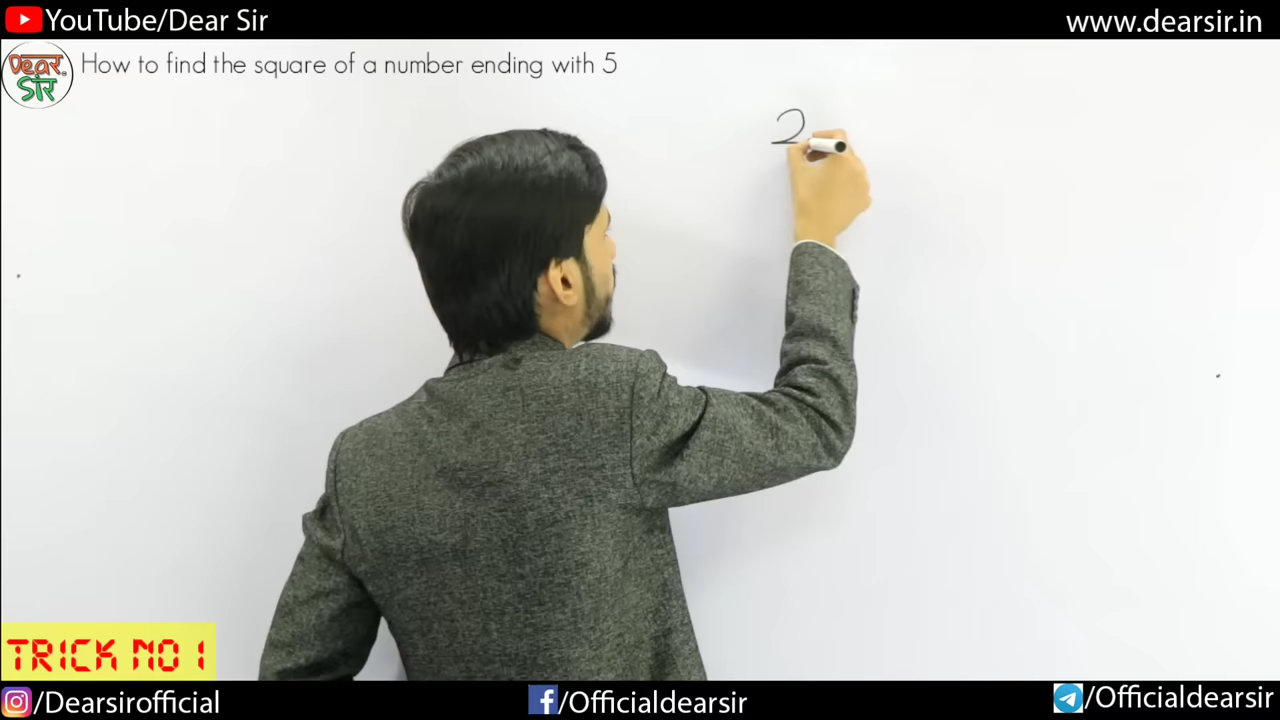 YouTube/Dear Sir
www.dearsir.in
Dear
सर
How to find the square of a number ending with 5
2
TRICK NO 1
/Dearsirofficial
/Officialdearsir
/Officialdearsir